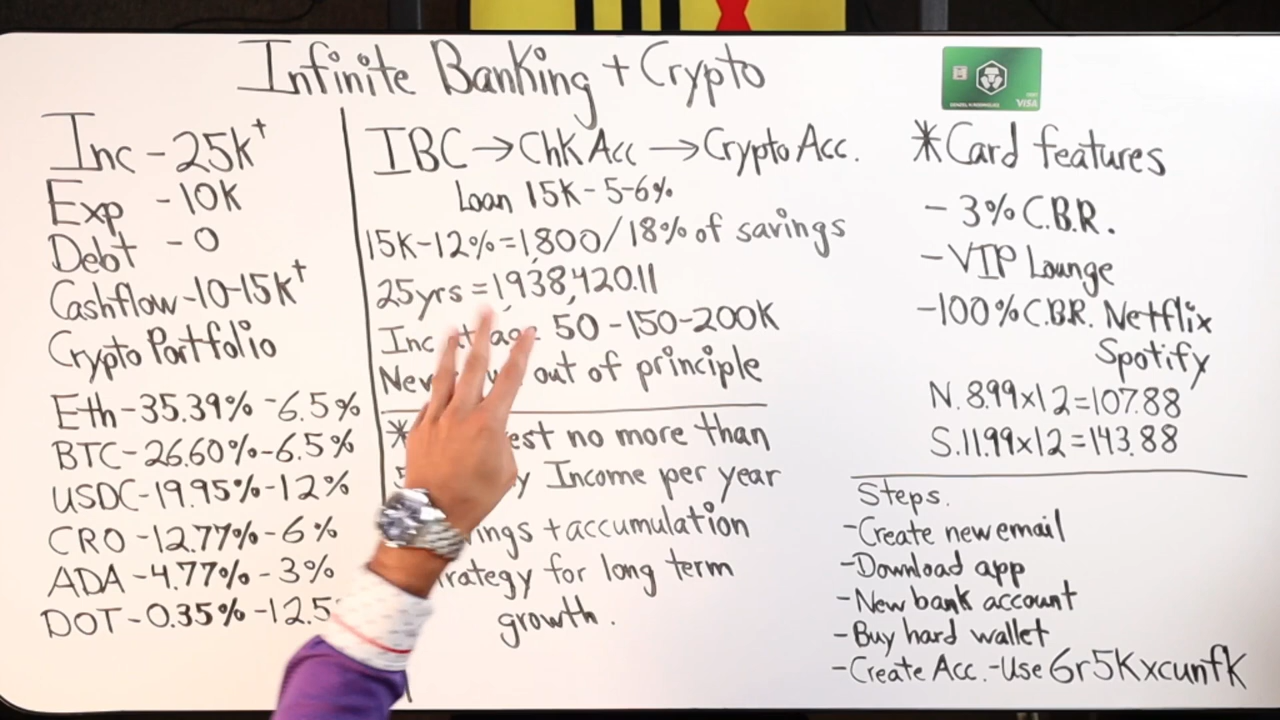 Infinite Banking + Crypto
Inc - 25k+
Exp - 10K
Debt - 0
Cashflow - 10-15k+
Crypto Portfolio
Eth - 35.39% - 6.5%
BTC - 26.60% - 6.5%
USDC - 19.95% - 12%
CRO - 12.77% - 6%
ADA - 4.77% - 3%
DOT - 0.35% - 12.5
IBC → Chk Acc → Crypto Acc.
Loan 15K - 5-6%
15K - 12% = 1,800 / 18% of savings
25yrs = 1,938,420.11
Inc 50 - 150-200K
out of principle
* no more than
Income per year
+ accumulation
for long term
growth.
VISA
*Card features
- 3% C.B.R.
- VIP Lounge
- 100% C.B.R. Netflix
Spotify
N. 8.99 x 12 = 107.88
S. 11.99 x 12 = 143.88
Steps.
- Create new email
- Download app
- New bank account
- Buy hard wallet
- Create Acc. - Use 6r5Kxcunfk